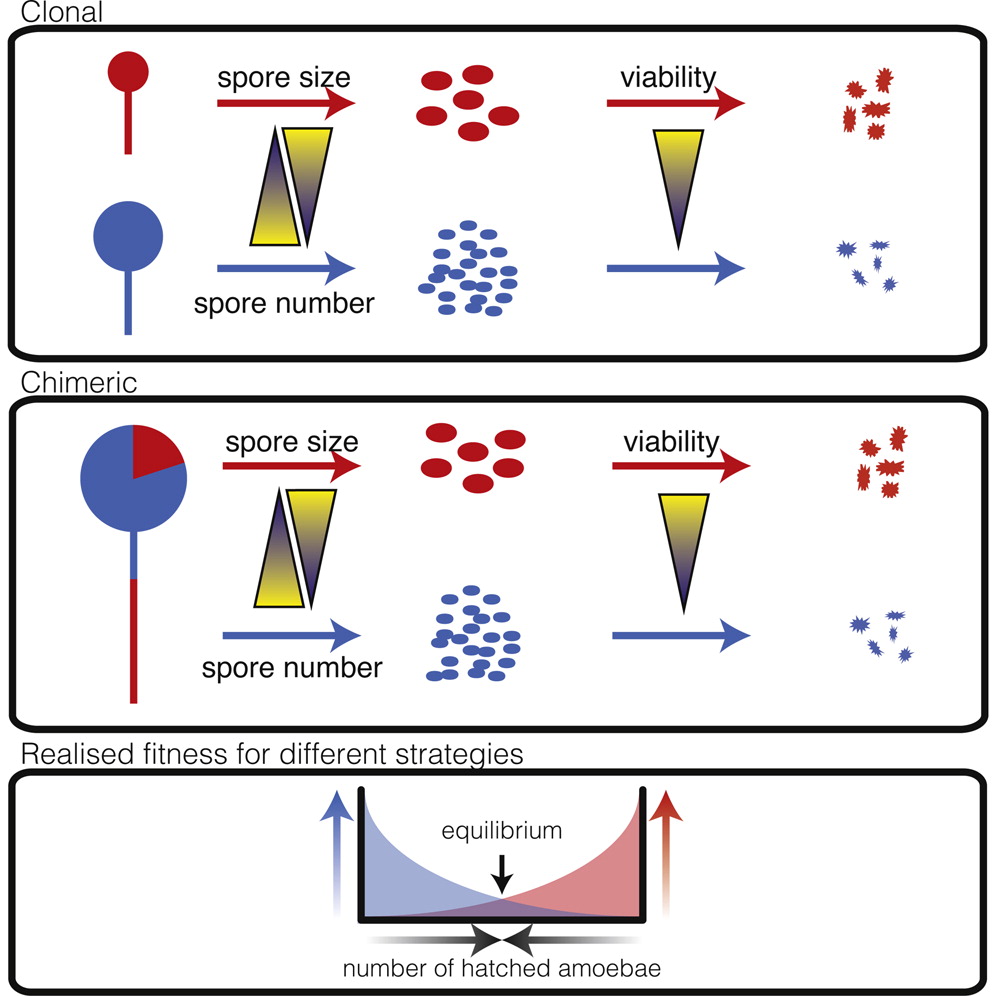 Clonal
spore size
viability
spore number
Chimeric
spore size
viability
spore number
Realised fitness for different strategies
equilibrium
number of hatched amoebae